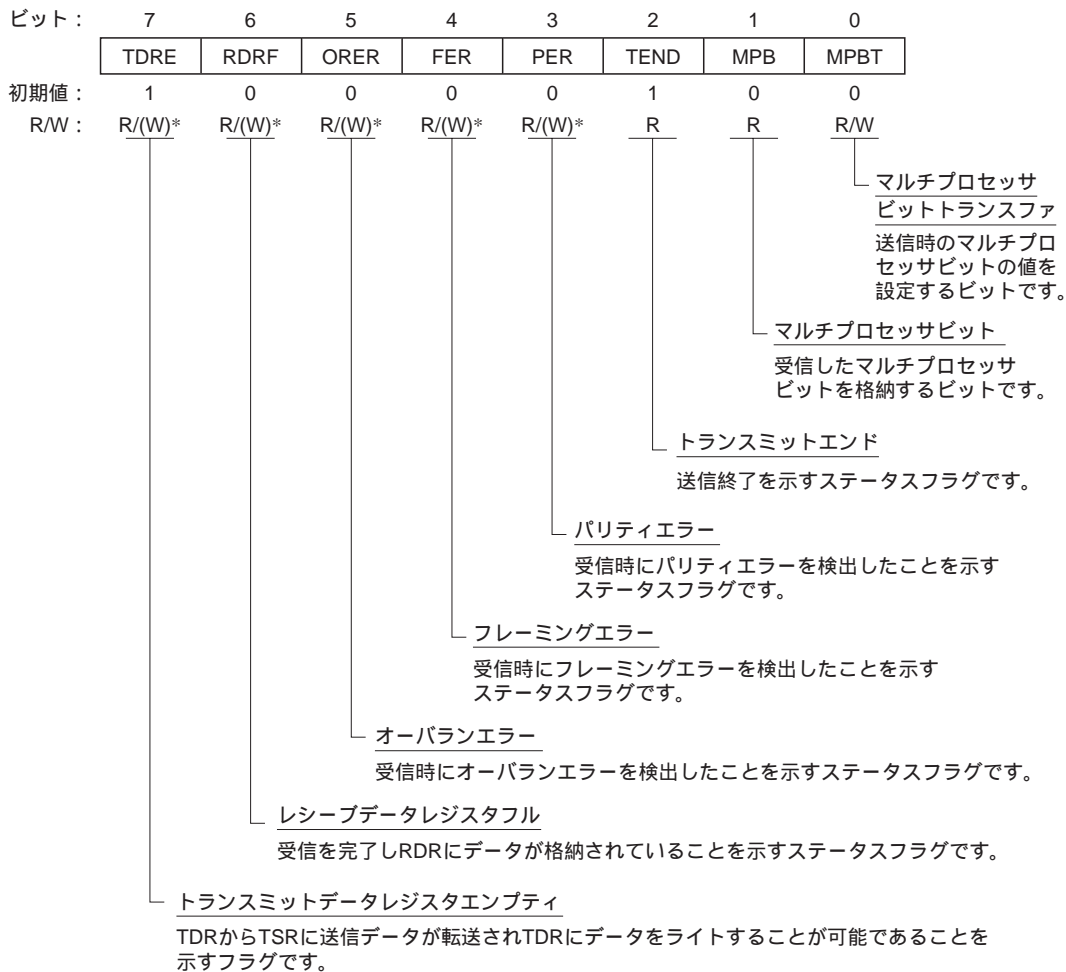 ビット： 7 6 5 4 3 2 1 0
TDRE RDRF ORER FER PER TEND MPB MPBT
初期値： 1 0 0 0 0 1 0 0
R/W： R/(W)* R/(W)* R/(W)* R/(W)* R/(W)* R R R/W
マルチプロセッサ
ビットトランスファ
送信時のマルチプロ
セッサビットの値を
設定するビットです。
マルチプロセッサビット
受信したマルチプロセッサ
ビットを格納するビットです。
トランスミットエンド
送信終了を示すステータスフラグです。
パリティエラー
受信時にパリティエラーを検出したことを示す
ステータスフラグです。
フレーミングエラー
受信時にフレーミングエラーを検出したことを示す
ステータスフラグです。
オーバランエラー
受信時にオーバランエラーを検出したことを示すステータスフラグです。
レシーブデータレジスタフル
受信を完了しRDRにデータが格納されていることを示すステータスフラグです。
トランスミットデータレジスタエンプティ
TDRからTSRに送信データが転送されTDRにデータをライトすることが可能であることを
示すフラグです。